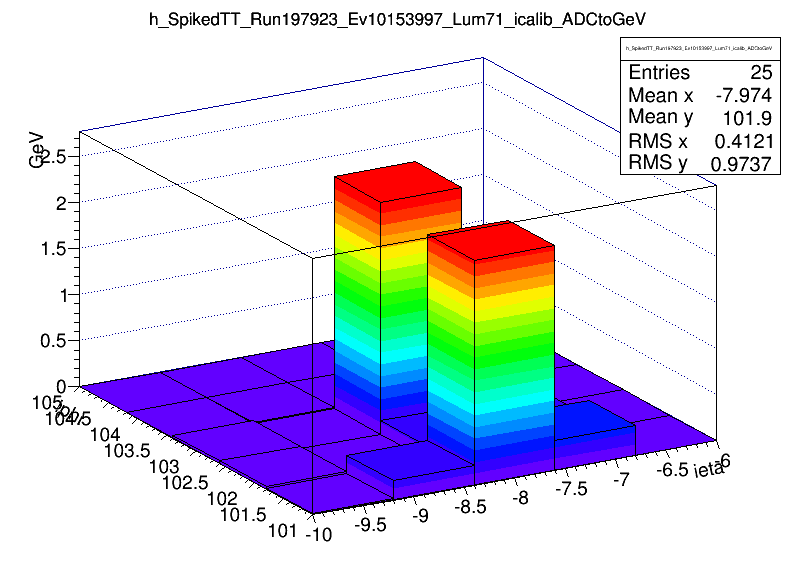 h_SpikedTT_Run197923_Ev10153997_Lum71_icalib_ADCtoGeV
h_SpikedTT_Run197923_Ev10153997_Lum71_icalib_ADCtoGeV
Entries 25
Mean x -7.974
Mean y 101.9
RMS x 0.4121
RMS y 0.9737
GeV
2.5
2
1.5
1
0.5
0
105
104.5
104
103.5
103
102.5
102
101.5
101
-10
-9.5
-9
-8.5
-8
-7.5
-7
-6.5
-6
ieta